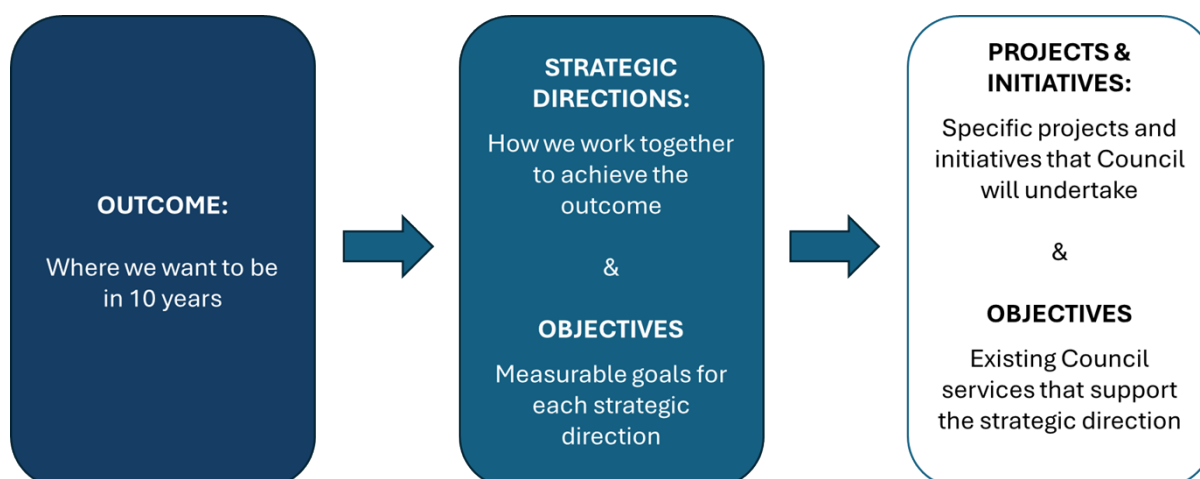 OUTCOME:
Where we want to be
in 10 years
STRATEGIC
DIRECTIONS:
How we work together
to achieve the
outcome
&
OBJECTIVES
Measurable goals for
each strategic
direction
PROJECTS &
INITIATIVES:
Specific projects and
initiatives that Council
will undertake
&
OBJECTIVES
Existing Council
services that support
the strategic direction